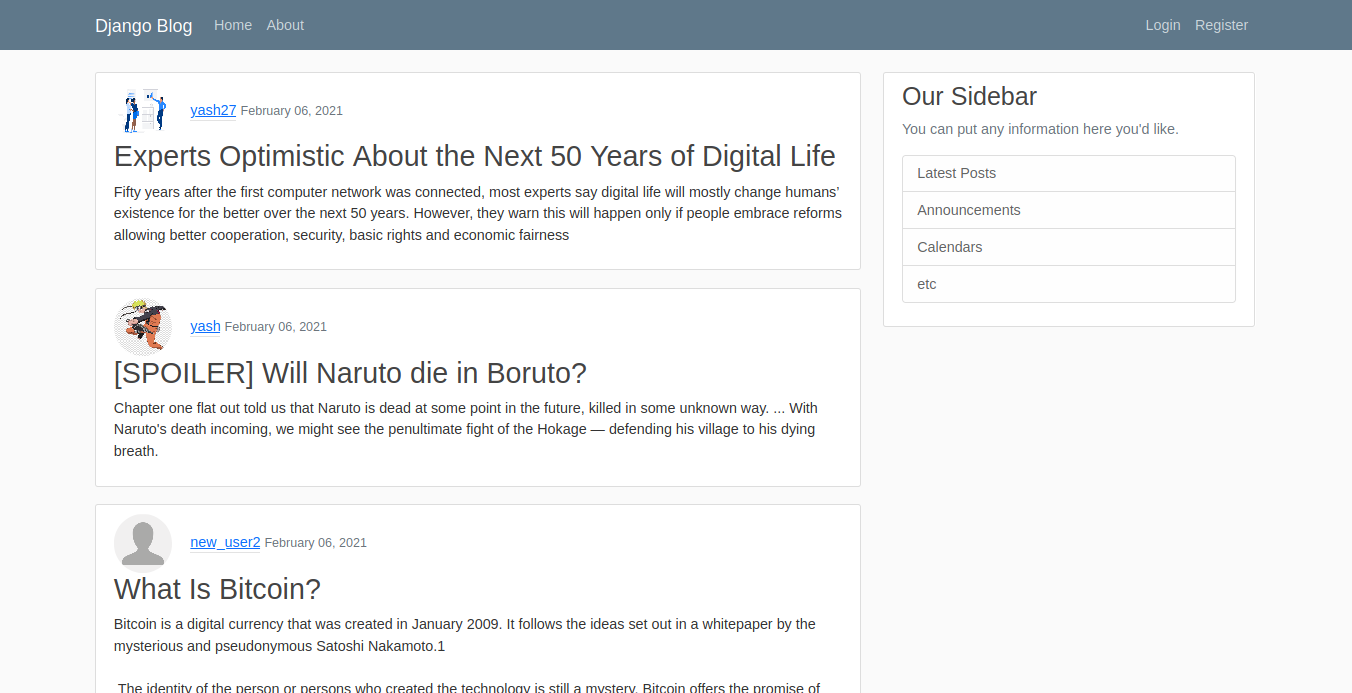 Django Blog Home About Login Register
yash27 February 06, 2021
Experts Optimistic About the Next 50 Years of Digital Life
Fifty years after the first computer network was connected, most experts say digital life will mostly change humans’
existence for the better over the next 50 years. However, they warn this will happen only if people embrace reforms
allowing better cooperation, security, basic rights and economic fairness
yash February 06, 2021
[SPOILER] Will Naruto die in Boruto?
Chapter one flat out told us that Naruto is dead at some point in the future, killed in some unknown way. ... With
Naruto's death incoming, we might see the penultimate fight of the Hokage — defending his village to his dying
breath.
new_user2 February 06, 2021
What Is Bitcoin?
Bitcoin is a digital currency that was created in January 2009. It follows the ideas set out in a whitepaper by the
mysterious and pseudonymous Satoshi Nakamoto.1
The identity of the person or persons who created the technology is still a mystery. Bitcoin offers the promise of
Our Sidebar
You can put any information here you'd like.
Latest Posts
Announcements
Calendars
etc